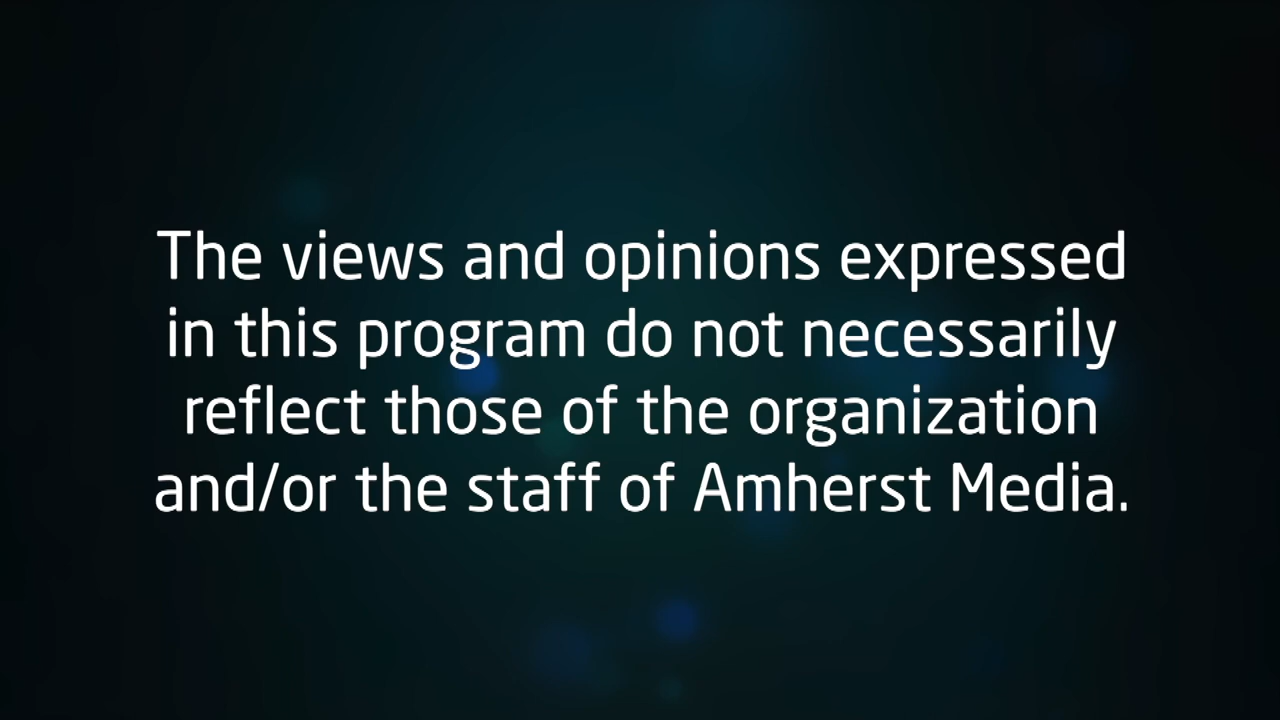 The views and opinions expressed
in this program do not necessarily
reflect those of the organization
and/or the staff of Amherst Media.